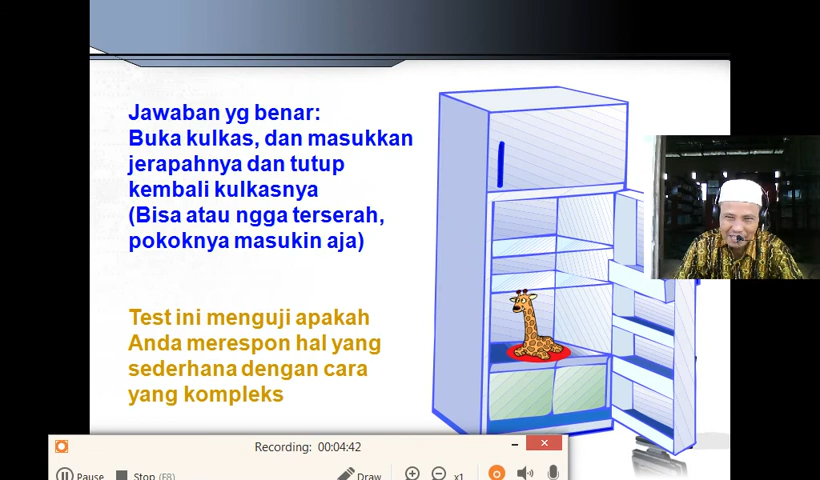 Jawaban yg benar:
Buka kulkas, dan masukkan
jerapahnya dan tutup
kembali kulkasnya
(Bisa atau ngga terserah,
pokoknya masukin aja)
Test ini menguji apakah
Anda merespon hal yang
sederhana dengan cara
yang kompleks
Recording: 00:04:42
Pause Stop (F8) Draw x1